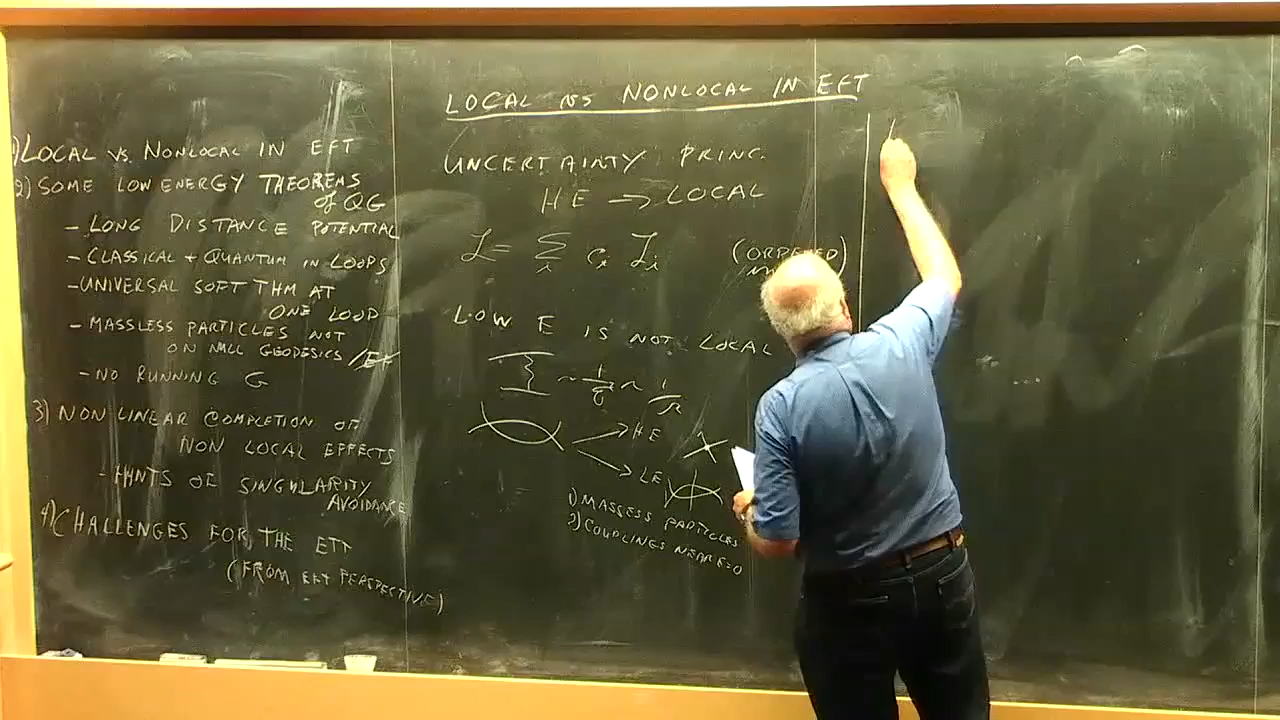 1) LOCAL vs. NONLOCAL IN EFT
2) SOME LOW ENERGY THEOREMS
of QG
- LONG DISTANCE POTENTIAL
- CLASSICAL + QUANTUM IN LOOPS
- UNIVERSAL SOFT THM AT
ONE LOOP
- MASSLESS PARTICLES NOT
ON NULL GEODESICS
- NO RUNNING G
3) NON LINEAR COMPLETION OF
NON LOCAL EFFECTS
- HINTS OF SINGULARITY
AVOIDANCE
4) CHALLENGES FOR THE EFT
(FROM EFT PERSPECTIVE)
LOCAL vs NONLOCAL IN EFT
UNCERTAINTY PRINC.
HE → LOCAL
ℒ = Σ_i c_i ℒ_i (ORDERED)
LOW E IS NOT LOCAL
HE
LE
1) MASSLESS PARTICLES
2) COUPLINGS NEAR E=0